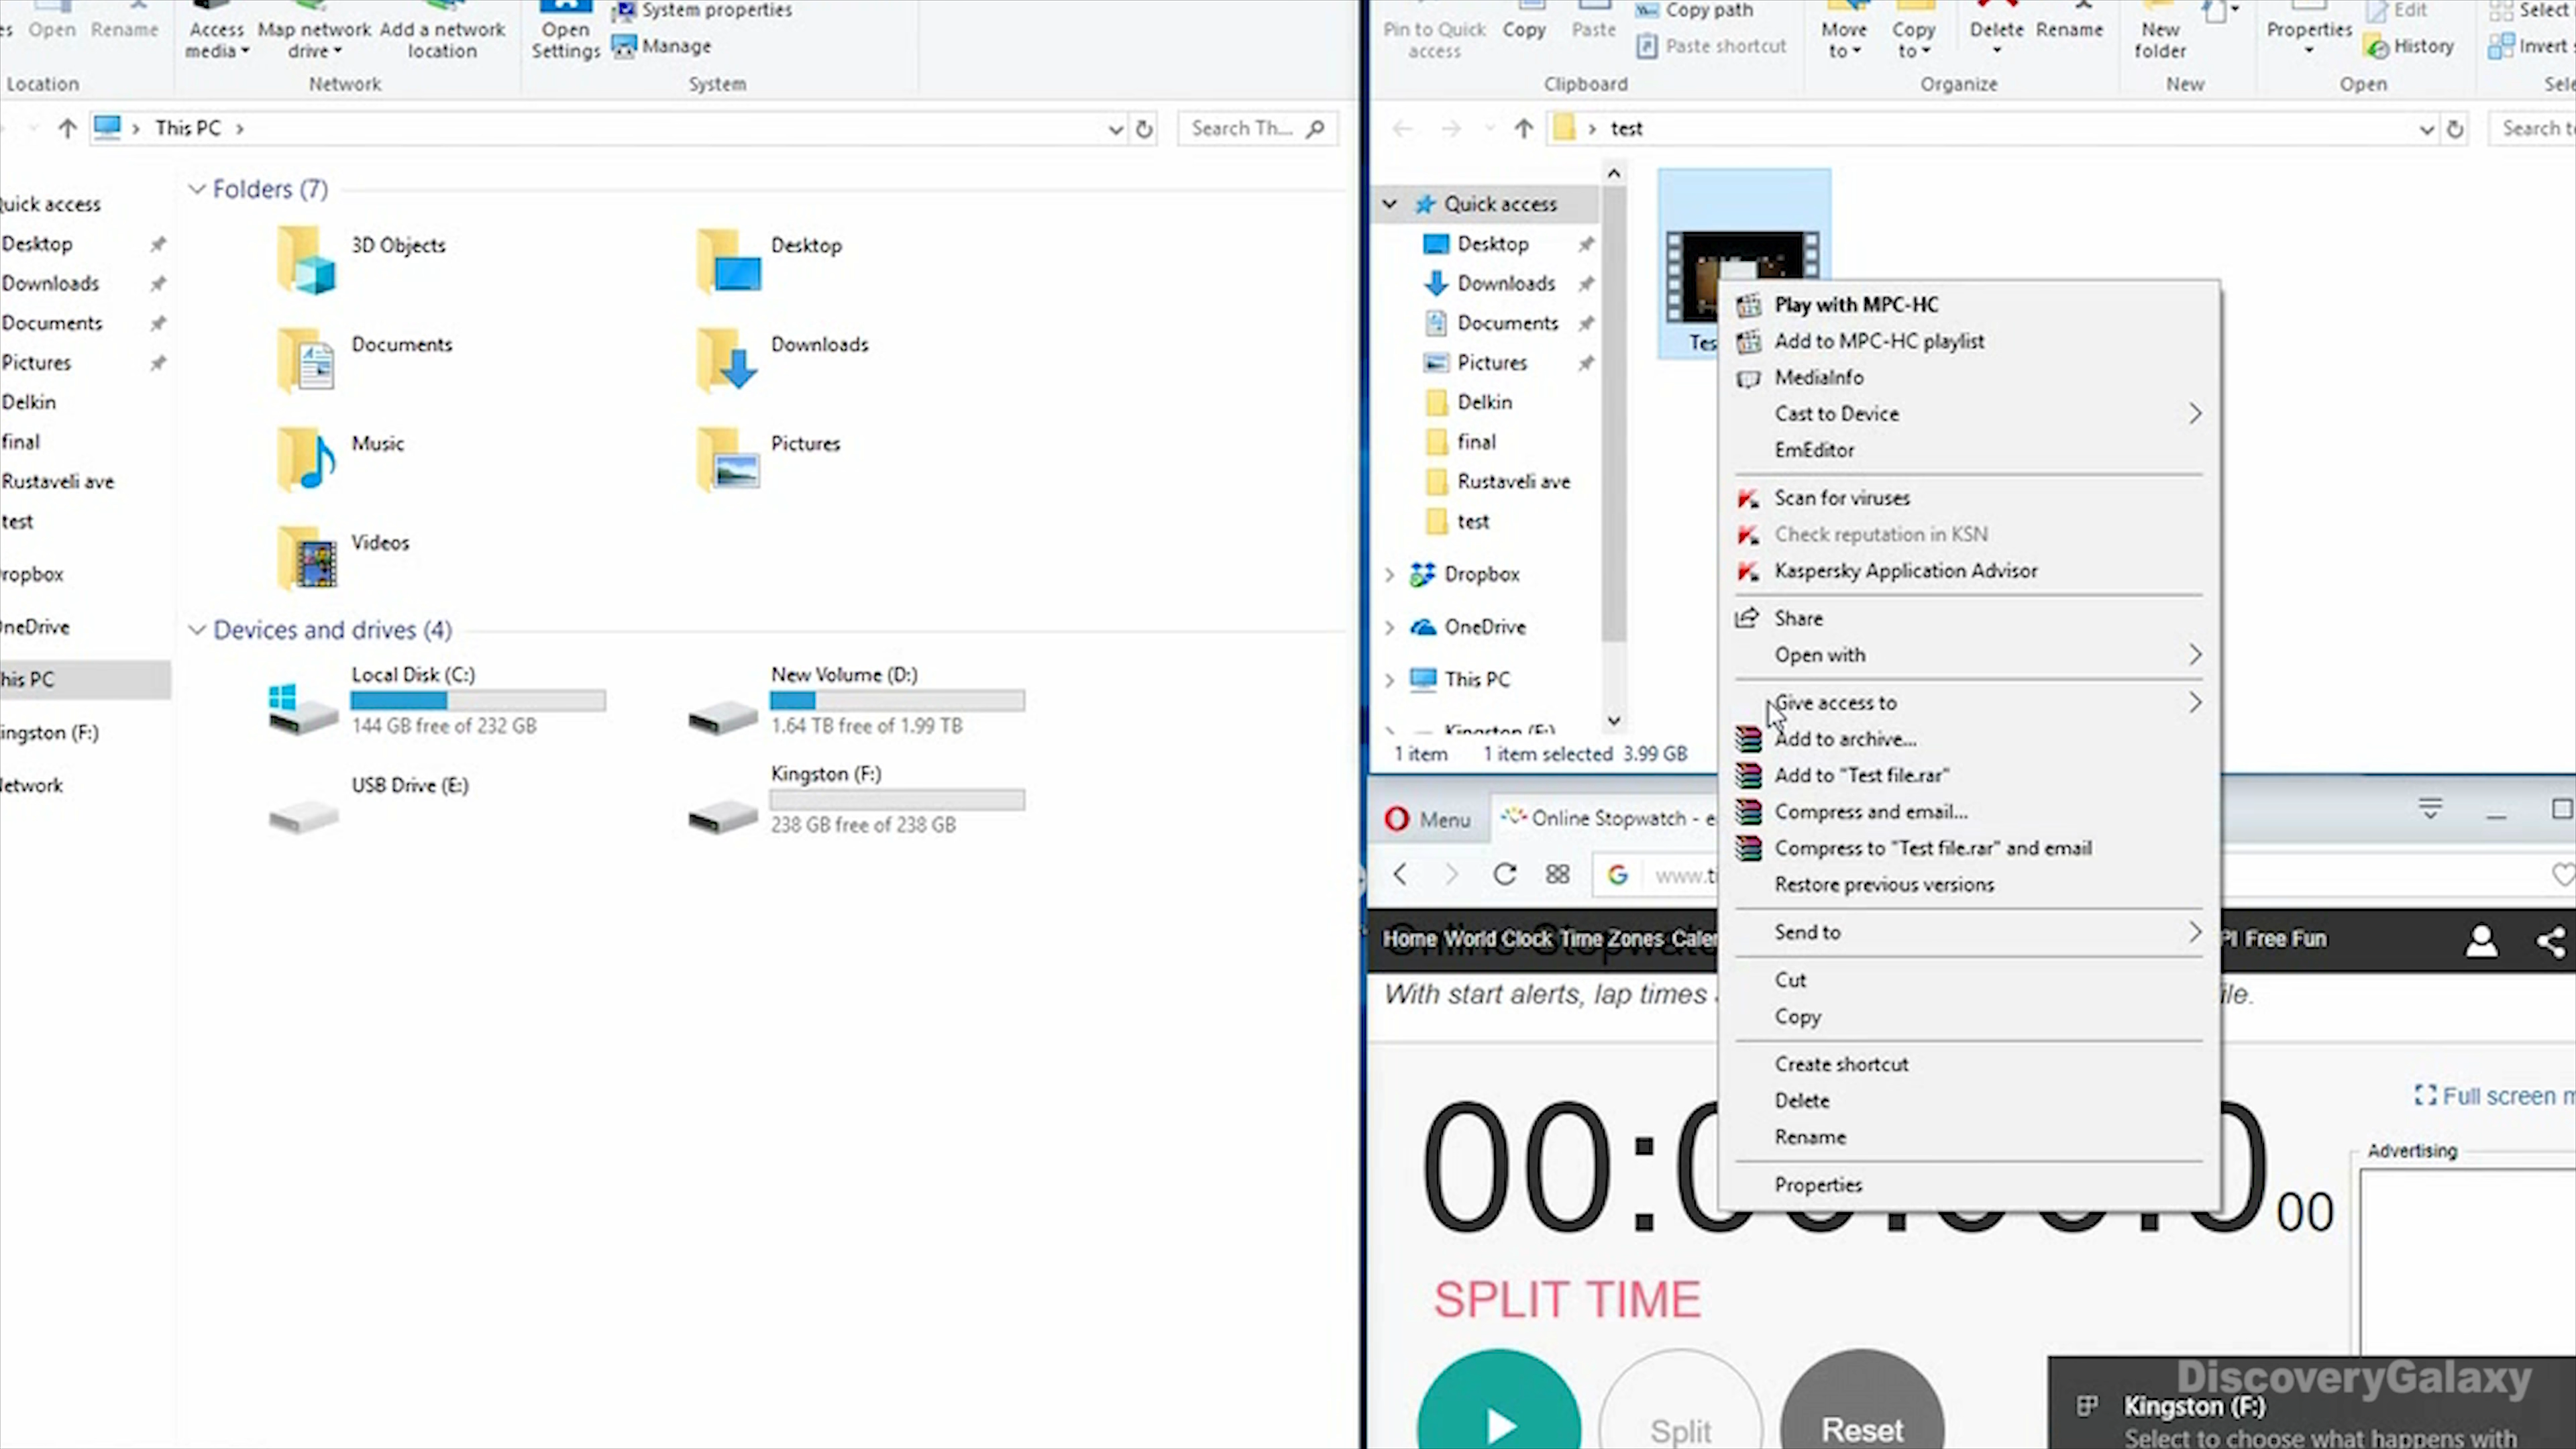 Open
Rename
Access media
Map network drive
Add a network location
Open Settings
System properties
Manage
Location
Network
System
This PC
Search Th...
Quick access
Desktop
Downloads
Documents
Pictures
Delkin
final
Rustaveli ave
test
Dropbox
OneDrive
This PC
Kingston (F:)
Network
Folders (7)
3D Objects
Desktop
Documents
Downloads
Music
Pictures
Videos
Devices and drives (4)
Local Disk (C:)
144 GB free of 232 GB
New Volume (D:)
1.64 TB free of 1.99 TB
USB Drive (E:)
Kingston (F:)
238 GB free of 238 GB
Pin to Quick access
Copy
Paste
Copy path
Paste shortcut
Move to
Copy to
Delete
Rename
New folder
Properties
Edit
History
Select
Invert
Clipboard
Organize
New
Open
test
Quick access
Desktop
Downloads
Documents
Pictures
Delkin
final
Rustaveli ave
test
Dropbox
OneDrive
This PC
Kingston (F:)
1 item
1 item selected 3.99 GB
Play with MPC-HC
Add to MPC-HC playlist
MediaInfo
Cast to Device
EmEditor
Scan for viruses
Check reputation in KSN
Kaspersky Application Advisor
Share
Open with
Give access to
Add to archive...
Add to "Test file.rar"
Compress and email...
Compress to "Test file.rar" and email
Restore previous versions
Send to
Cut
Copy
Create shortcut
Delete
Rename
Properties
Menu
Online Stopwatch - e
www.ti
Home World Clock Time Zones
Free Fun
With start alerts, lap times
00:0
0 00
Full screen
Advertising
SPLIT TIME
Split
Reset
DiscoveryGalaxy
Kingston (F:)
Select to choose what happens with